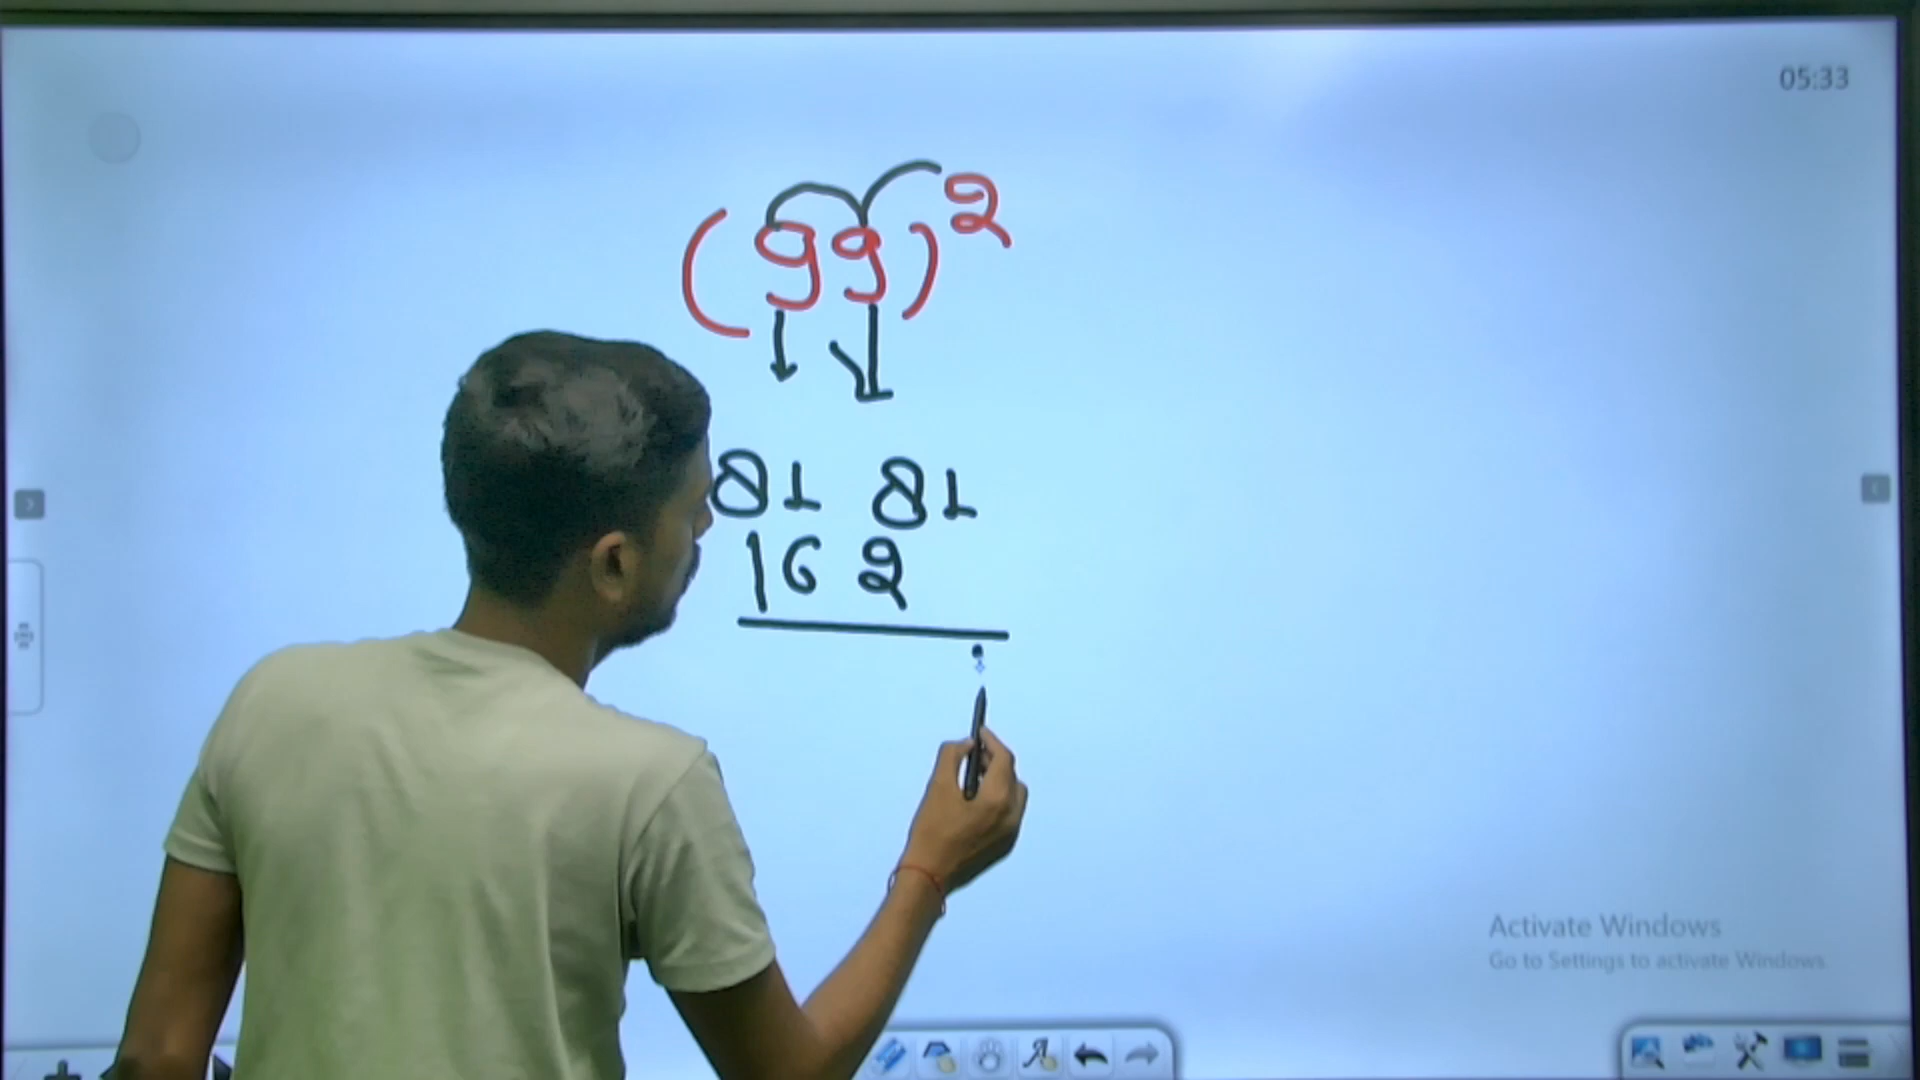 05:33
(99)²
81 81
162
Activate Windows
Go to Settings to activate Windows.